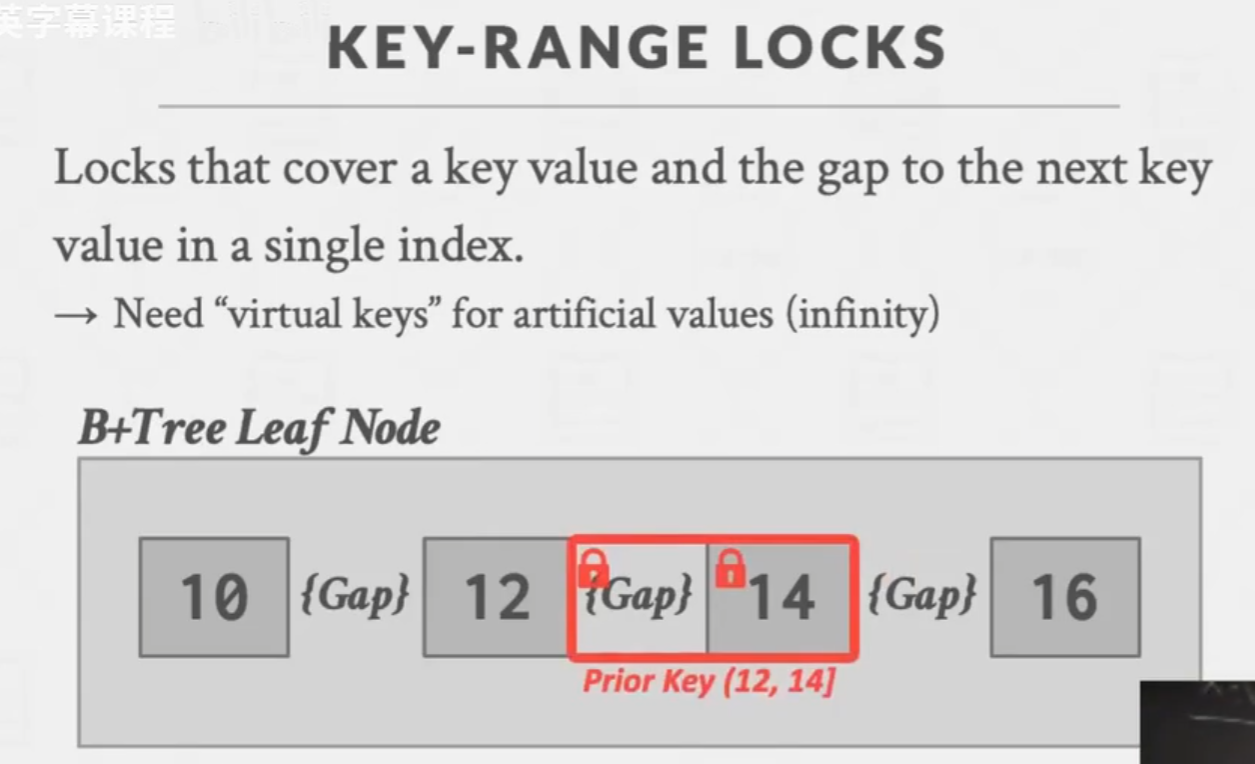 英字幕课程
KEY-RANGE LOCKS
Locks that cover a key value and the gap to the next key
value in a single index.
→ Need “virtual keys” for artificial values (infinity)
B+Tree Leaf Node
10 {Gap} 12 {Gap} 14 {Gap} 16
Prior Key (12, 14]